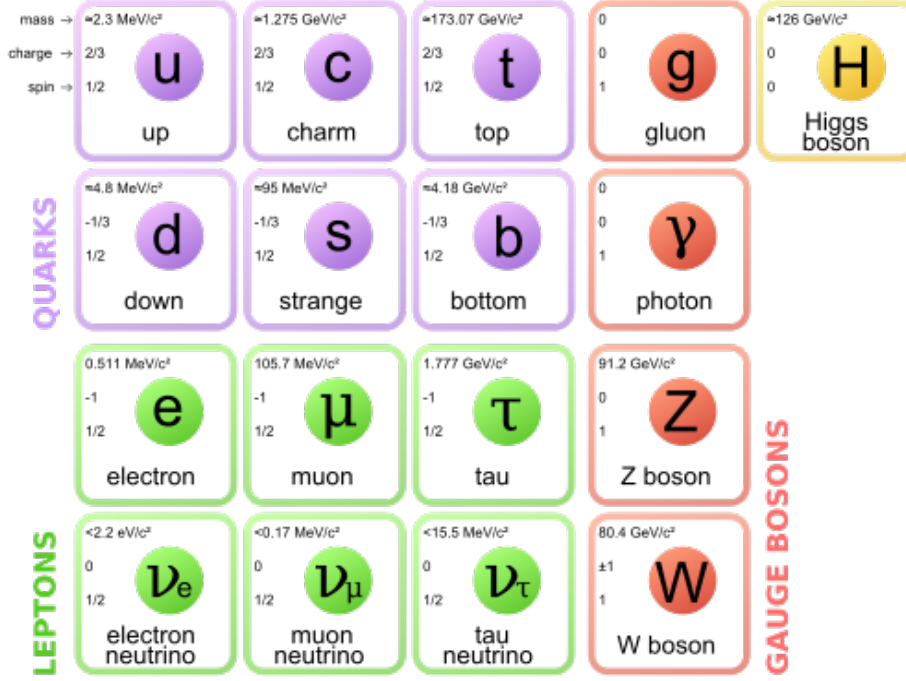 mass → ≈2.3 MeV/c² ≈1.275 GeV/c² ≈173.07 GeV/c² 0 ≈126 GeV/c²
charge → 2/3 2/3 2/3 0 0
spin → 1/2 1/2 1/2 1 0
u c t g H
up charm top gluon Higgs boson
QUARKS
≈4.8 MeV/c² ≈95 MeV/c² ≈4.18 GeV/c² 0
-1/3 -1/3 -1/3 0
1/2 1/2 1/2 1
d s b γ
down strange bottom photon
0.511 MeV/c² 105.7 MeV/c² 1.777 GeV/c² 91.2 GeV/c²
-1 -1 -1 0
1/2 1/2 1/2 1
e μ τ Z
electron muon tau Z boson
LEPTONS
<2.2 eV/c² <0.17 MeV/c² <15.5 MeV/c² 80.4 GeV/c²
0 0 0 ±1
1/2 1/2 1/2 1
νe νμ ντ W
electron neutrino muon neutrino tau neutrino W boson
GAUGE BOSONS